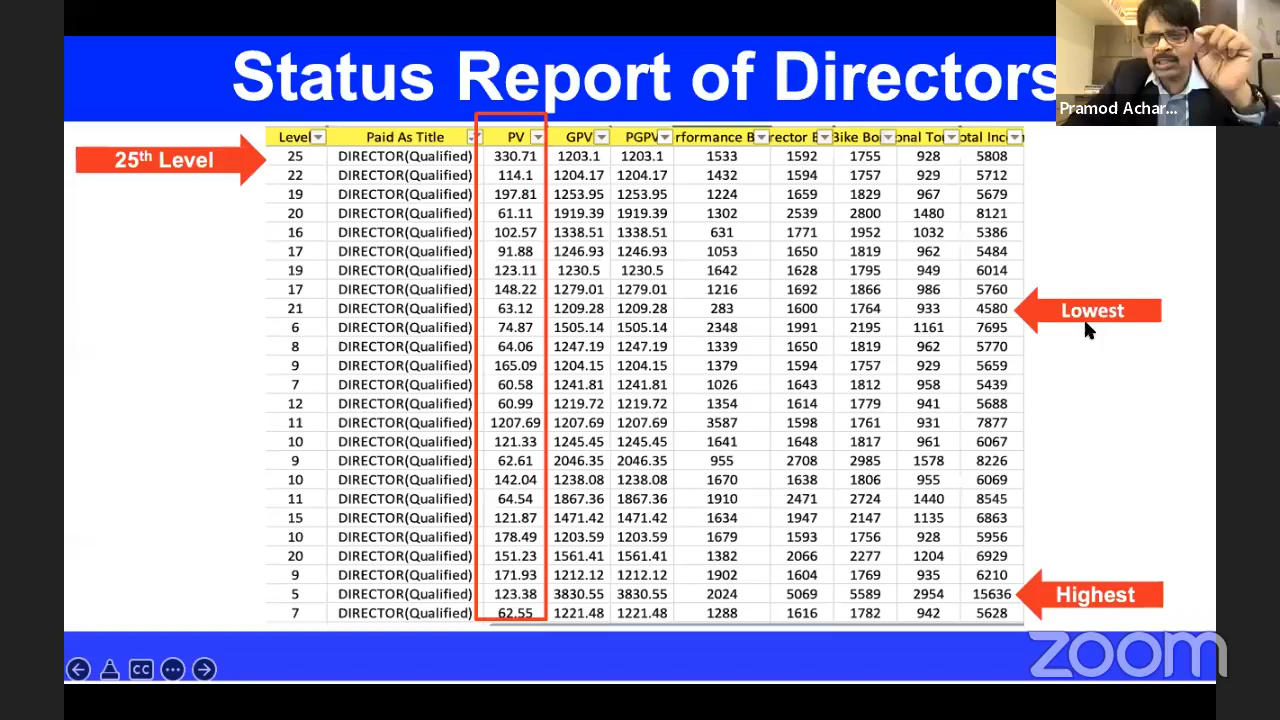 Status Report of Directors
Pramod Achar...
Level Paid As Title PV GPV PGPV rformance B rector B Bike Bo onal To otal Inc
25th Level
25 DIRECTOR(Qualified) 330.71 1203.1 1203.1 1533 1592 1755 928 5808
22 DIRECTOR(Qualified) 114.1 1204.17 1204.17 1432 1594 1757 929 5712
19 DIRECTOR(Qualified) 197.81 1253.95 1253.95 1224 1659 1829 967 5679
20 DIRECTOR(Qualified) 61.11 1919.39 1919.39 1302 2539 2800 1480 8121
16 DIRECTOR(Qualified) 102.57 1338.51 1338.51 631 1771 1952 1032 5386
17 DIRECTOR(Qualified) 91.88 1246.93 1246.93 1053 1650 1819 962 5484
19 DIRECTOR(Qualified) 123.11 1230.5 1230.5 1642 1628 1795 949 6014
17 DIRECTOR(Qualified) 148.22 1279.01 1279.01 1216 1692 1866 986 5760
21 DIRECTOR(Qualified) 63.12 1209.28 1209.28 283 1600 1764 933 4580
Lowest
6 DIRECTOR(Qualified) 74.87 1505.14 1505.14 2348 1991 2195 1161 7695
8 DIRECTOR(Qualified) 64.06 1247.19 1247.19 1339 1650 1819 962 5770
9 DIRECTOR(Qualified) 165.09 1204.15 1204.15 1379 1594 1757 929 5659
7 DIRECTOR(Qualified) 60.58 1241.81 1241.81 1026 1643 1812 958 5439
12 DIRECTOR(Qualified) 60.99 1219.72 1219.72 1354 1614 1779 941 5688
11 DIRECTOR(Qualified) 1207.69 1207.69 1207.69 3587 1598 1761 931 7877
10 DIRECTOR(Qualified) 121.33 1245.45 1245.45 1641 1648 1817 961 6067
9 DIRECTOR(Qualified) 62.61 2046.35 2046.35 955 2708 2985 1578 8226
10 DIRECTOR(Qualified) 142.04 1238.08 1238.08 1670 1638 1806 955 6069
11 DIRECTOR(Qualified) 64.54 1867.36 1867.36 1910 2471 2724 1440 8545
15 DIRECTOR(Qualified) 121.87 1471.42 1471.42 1634 1947 2147 1135 6863
10 DIRECTOR(Qualified) 178.49 1203.59 1203.59 1679 1593 1756 928 5956
20 DIRECTOR(Qualified) 151.23 1561.41 1561.41 1382 2066 2277 1204 6929
9 DIRECTOR(Qualified) 171.93 1212.12 1212.12 1902 1604 1769 935 6210
5 DIRECTOR(Qualified) 123.38 3830.55 3830.55 2024 5069 5589 2954 15636
Highest
7 DIRECTOR(Qualified) 62.55 1221.48 1221.48 1288 1616 1782 942 5628
CC
zoom